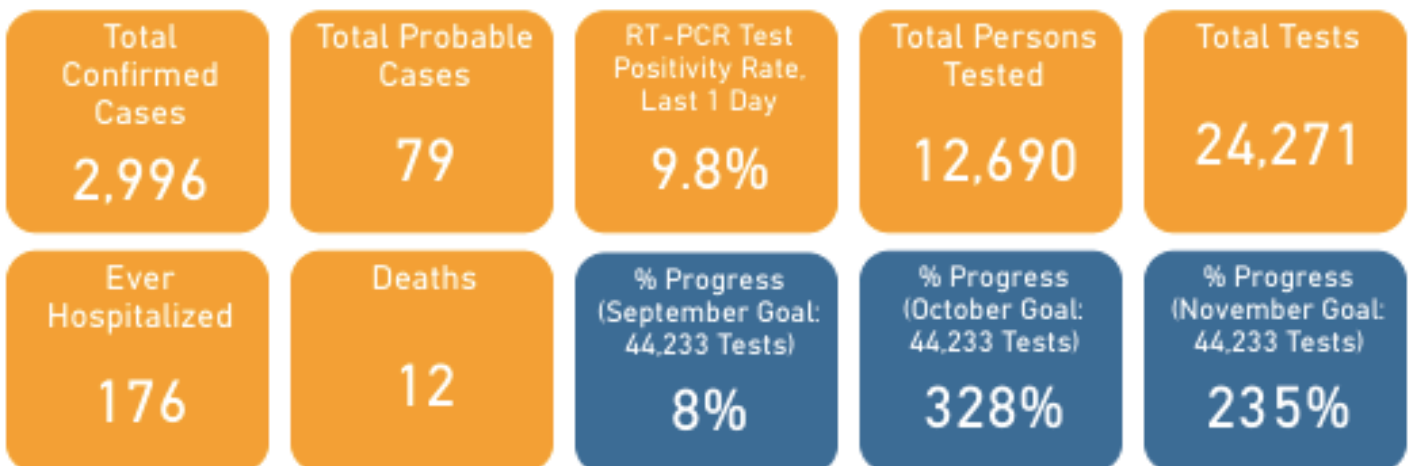 Total
Confirmed
Cases
2,996
Total Probable
Cases
79
RT-PCR Test
Positivity Rate,
Last 1 Day
9.8%
Total Persons
Tested
12,690
Total Tests
24,271
Ever
Hospitalized
176
Deaths
12
% Progress
(September Goal:
44,233 Tests)
8%
% Progress
(October Goal:
44,233 Tests)
328%
% Progress
(November Goal:
44,233 Tests)
235%